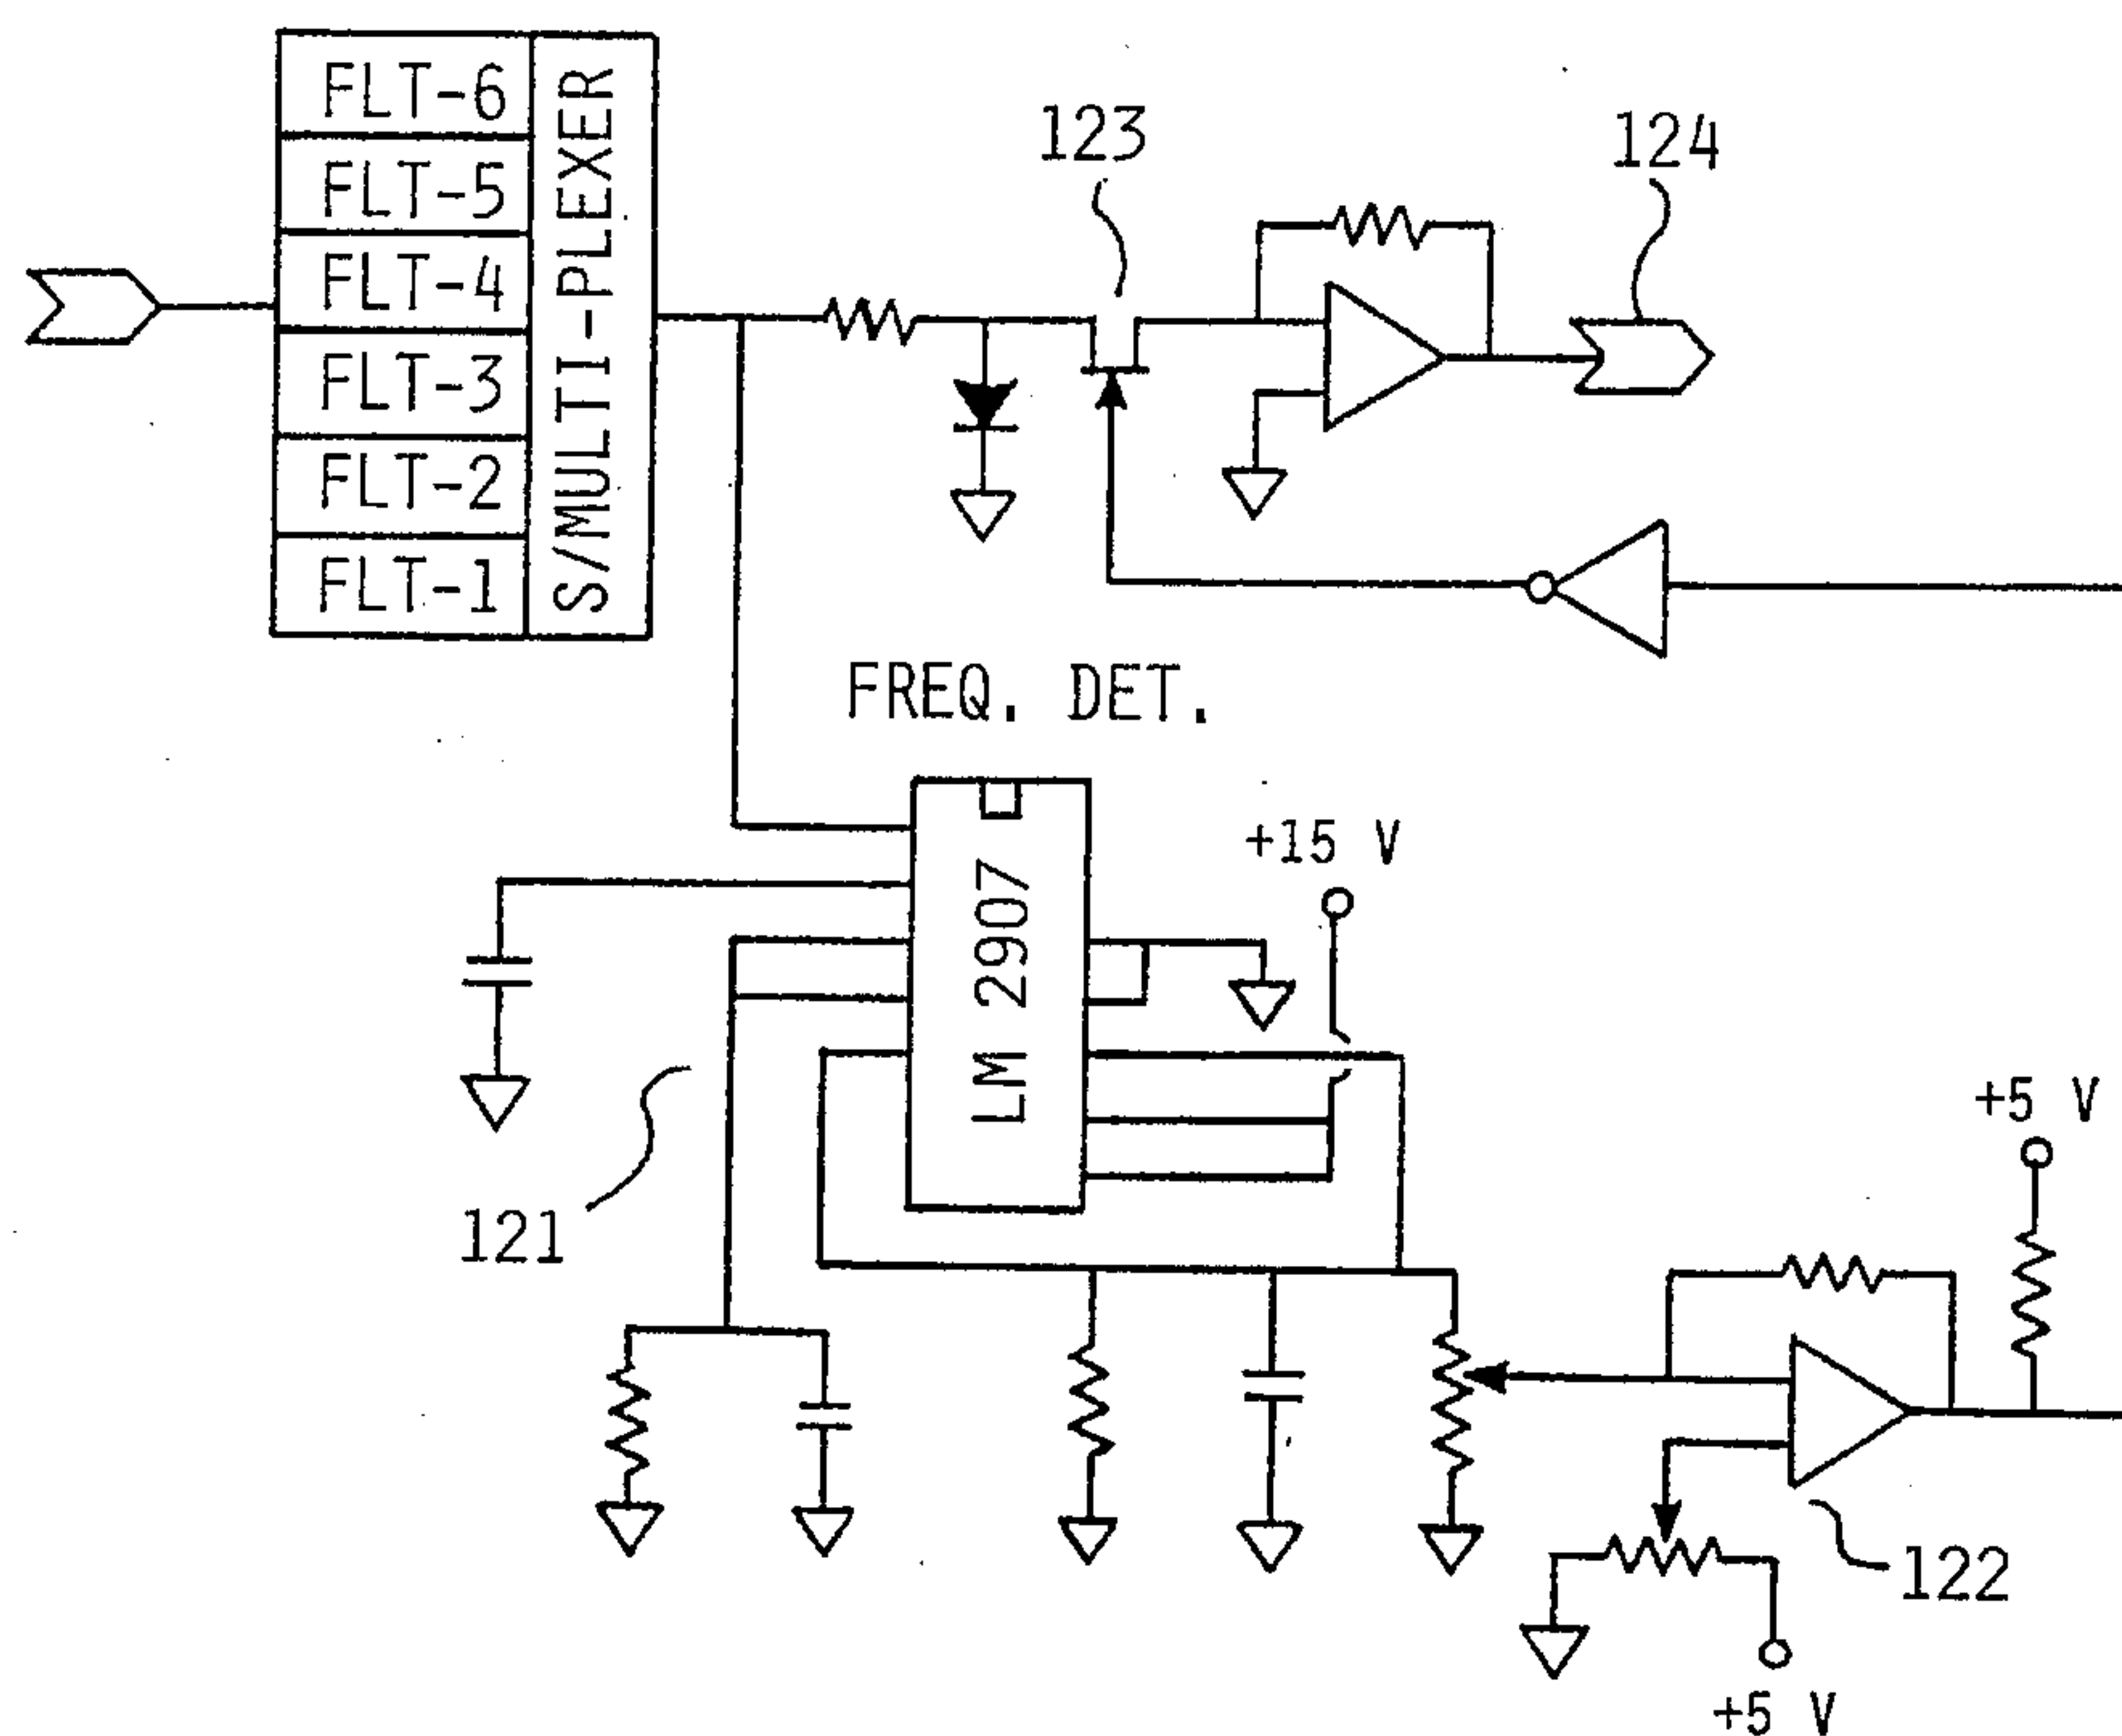 FLT-6
FLT-5
FLT-4
FLT-3
FLT-2
FLT-1
S/MULTI-PLEXER
123
124
FREQ. DET.
LM 2907
+15 V
121
+5 V
122
+5 V